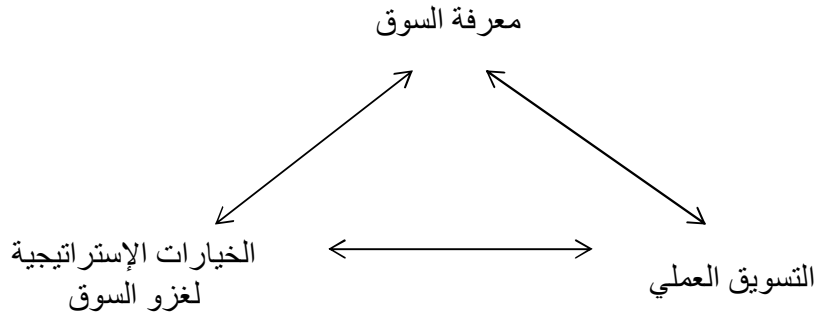 معرفة السوق
الخيارات الإستراتيجية
لغزو السوق
التسويق العملي